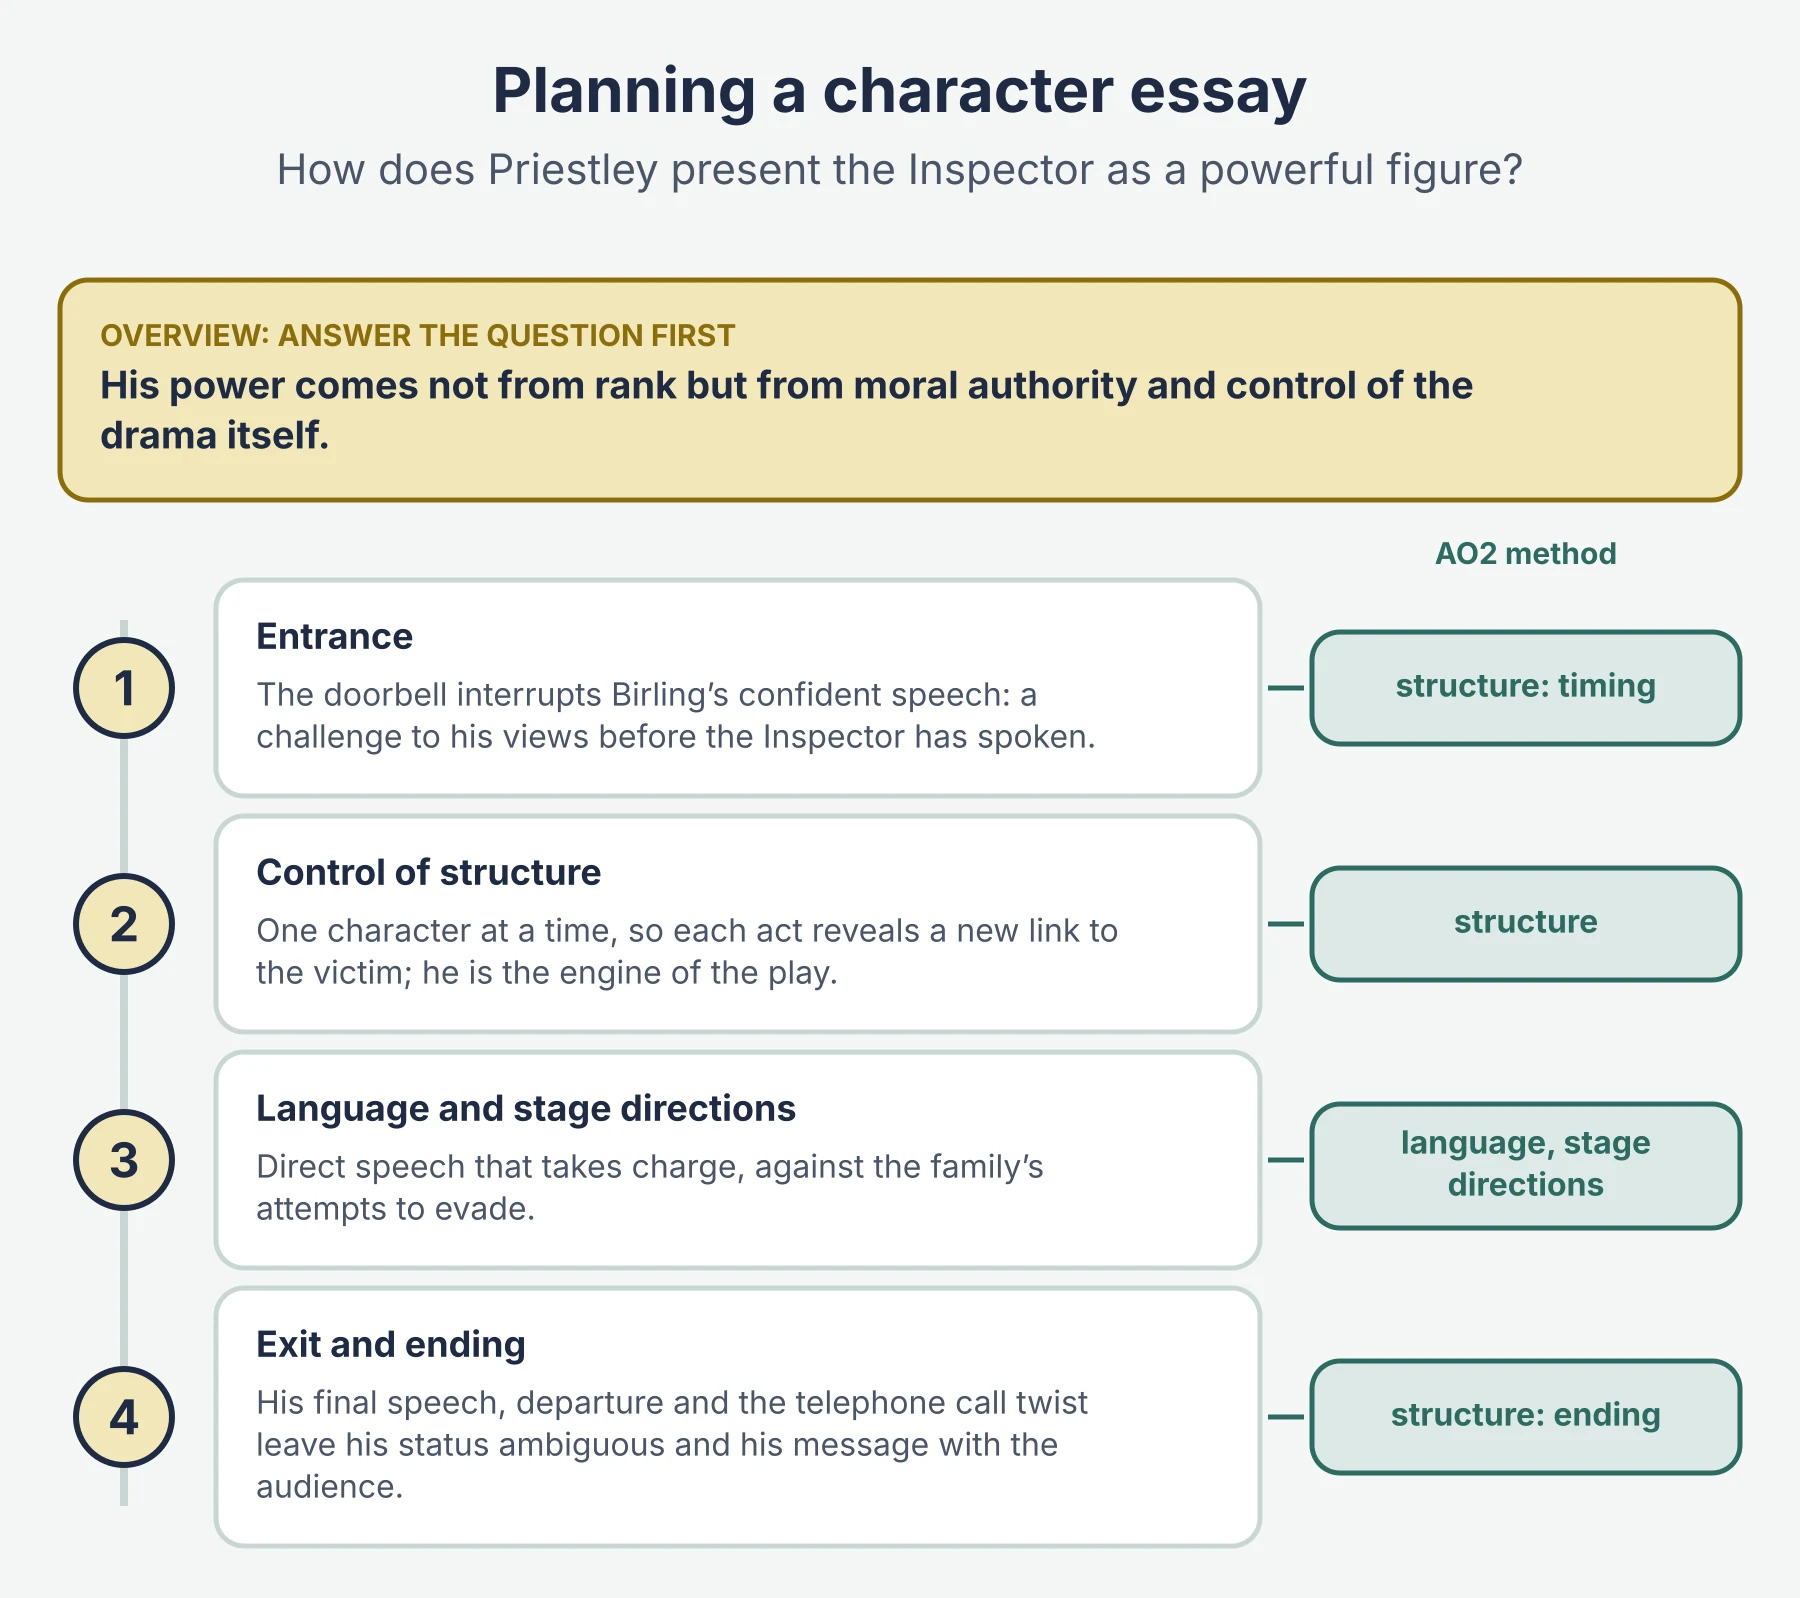 Planning a character essay
How does Priestley present the Inspector as a powerful figure?
OVERVIEW: ANSWER THE QUESTION FIRST
His power comes not from rank but from moral authority and control of the
drama itself.
AO2 method
1
Entrance
The doorbell interrupts Birling’s confident speech: a
challenge to his views before the Inspector has spoken.
structure: timing
2
Control of structure
One character at a time, so each act reveals a new link to
the victim; he is the engine of the play.
structure
3
Language and stage directions
Direct speech that takes charge, against the family’s
attempts to evade.
language, stage
directions
4
Exit and ending
His final speech, departure and the telephone call twist
leave his status ambiguous and his message with the
audience.
structure: ending